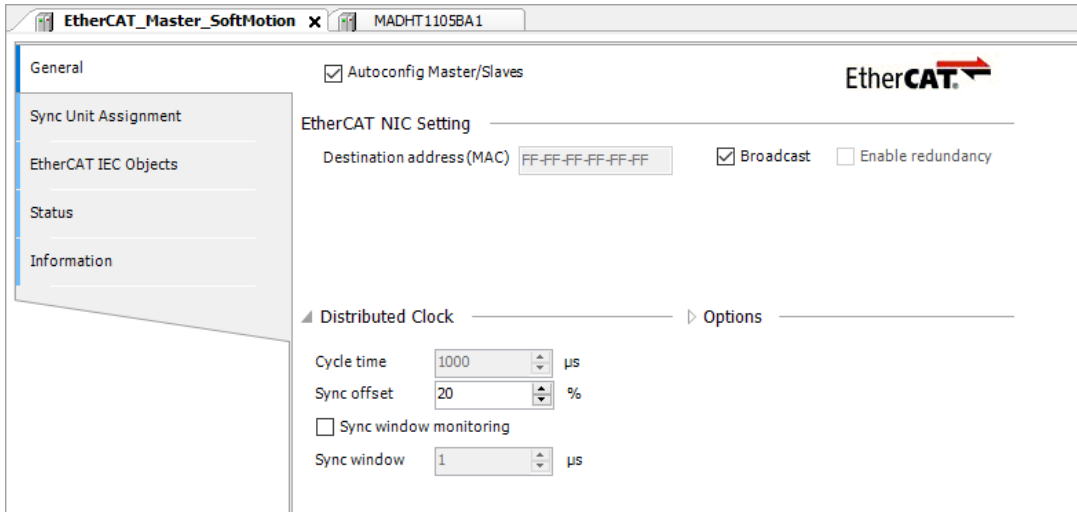 EtherCAT_Master_SoftMotion
MADHT1105BA1
General
Sync Unit Assignment
EtherCAT IEC Objects
Status
Information
Autoconfig Master/Slaves
EtherCAT.
EtherCAT NIC Setting
Destination address(MAC) FF-FF-FF-FF-FF-FF Broadcast Enable redundancy
Distributed Clock
Options
Cycle time 1000 µs
Sync offset 20 %
Sync window monitoring
Sync window 1 µs